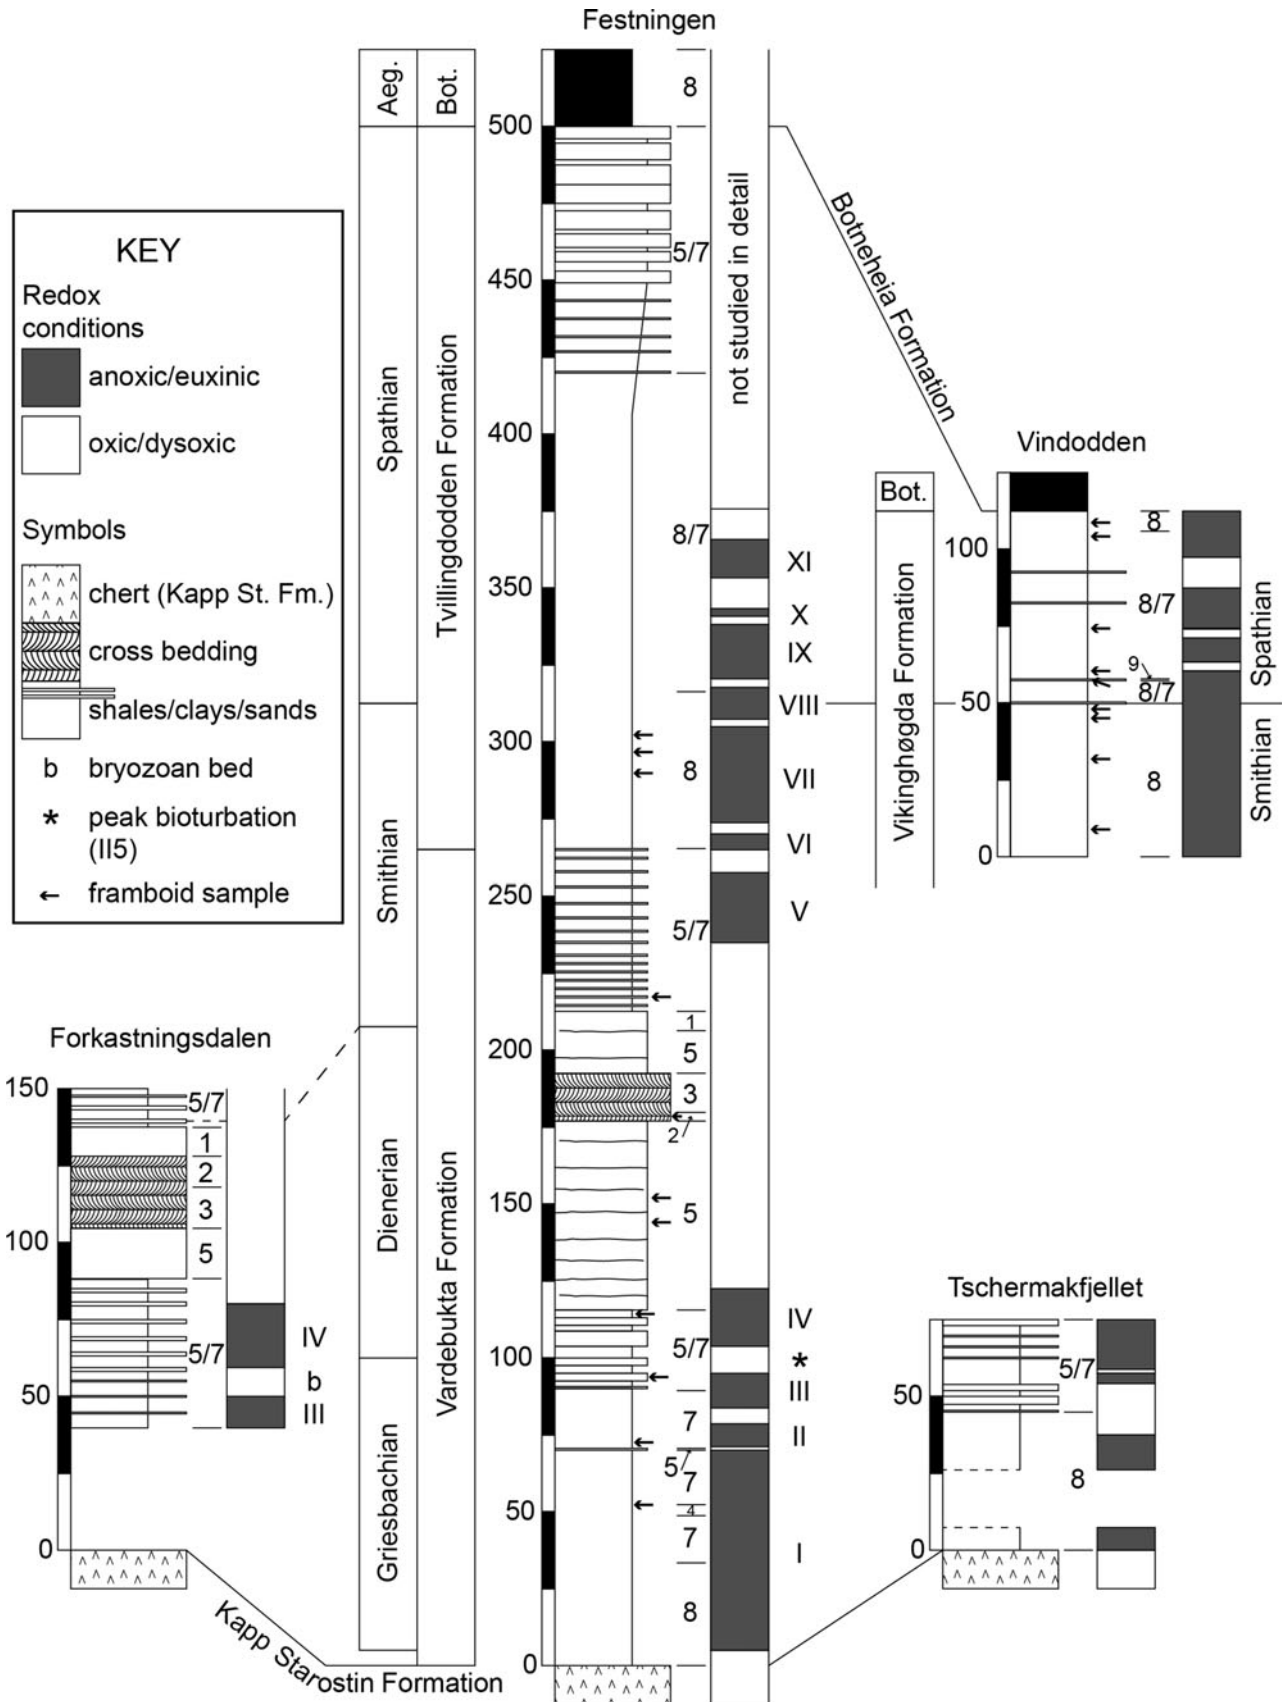 Festningen
Aeg.
Bot.
8
500
not studied in detail
5/7
450
Botneheia Formation
KEY
Redox
conditions
anoxic/euxinic
oxic/dysoxic
Symbols
chert (Kapp St. Fm.)
cross bedding
shales/clays/sands
b bryozoan bed
* peak bioturbation
(II5)
← framboid sample
Spathian
Tvillingdodden Formation
400
8/7
XI
350
X
IX
VIII
300
8
VII
VI
Smithian
250
V
5/7
Vindodden
Bot.
Vikinghøgda Formation
100
50
0
8
8/7
9
8/7
8
Spathian
Smithian
Forkastningsdalen
150
100
50
0
5/7
1
2
3
5
5/7
IV
b
III
Dienerian
Vardebukta Formation
Griesbachian
1
200
5
3
2
150
5
IV
5/7
*
100
III
7
II
5
7
50
4
7
I
8
0
Kapp Starostin Formation
Tschermakfjellet
50
0
5/7
8